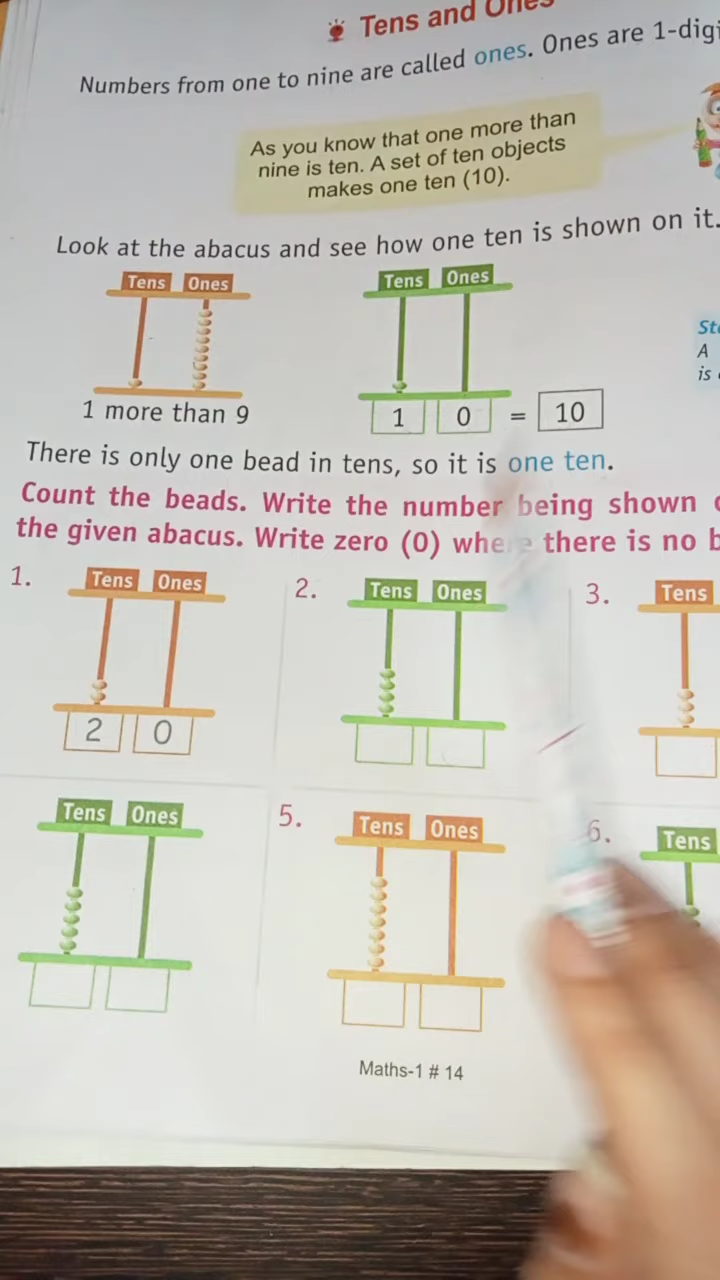 Tens and Ones
Numbers from one to nine are called ones. Ones are 1-digi
As you know that one more than
nine is ten. A set of ten objects
makes one ten (10).
Look at the abacus and see how one ten is shown on it.
Tens Ones Tens Ones
1 more than 9
1 0 = 10
A
is
There is only one bead in tens, so it is one ten.
Count the beads. Write the number being shown
the given abacus. Write zero (0) where there is no b
1. Tens Ones 2. Tens Ones 3. Tens
2 0
Tens Ones 5. Tens Ones 6. Tens
Maths-1 # 14